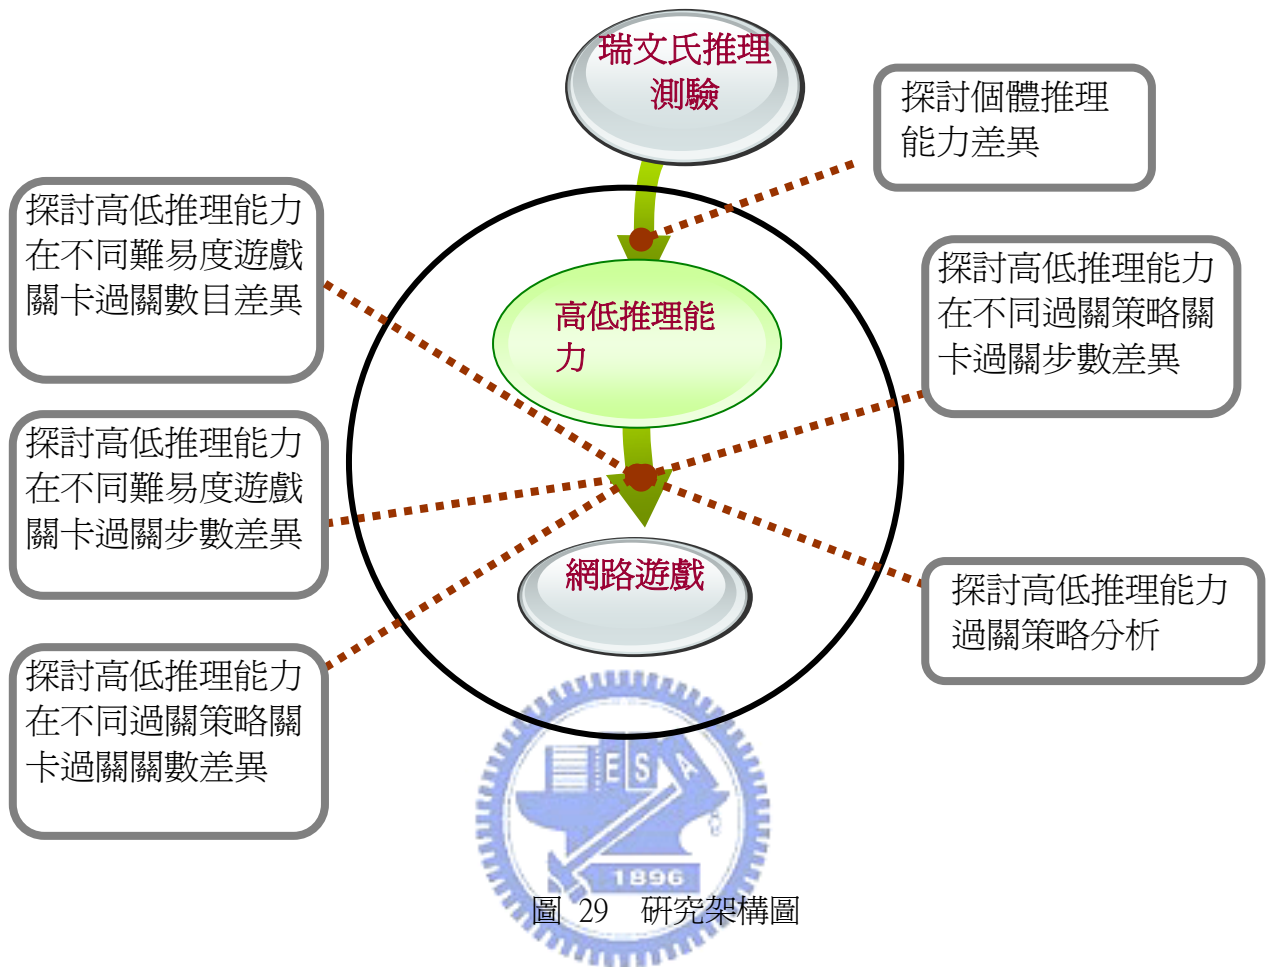 瑞文氏推理
測驗
探討個體推理
能力差異
探討高低推理能力
在不同難易度遊戲
關卡過關數目差異
探討高低推理能力
在不同過關策略關
卡過關步數差異
高低推理能
力
探討高低推理能力
在不同難易度遊戲
關卡過關步數差異
網路遊戲
探討高低推理能力
過關策略分析
探討高低推理能力
在不同過關策略關
卡過關關數差異
E S A
1896
圖 29 研究架構圖